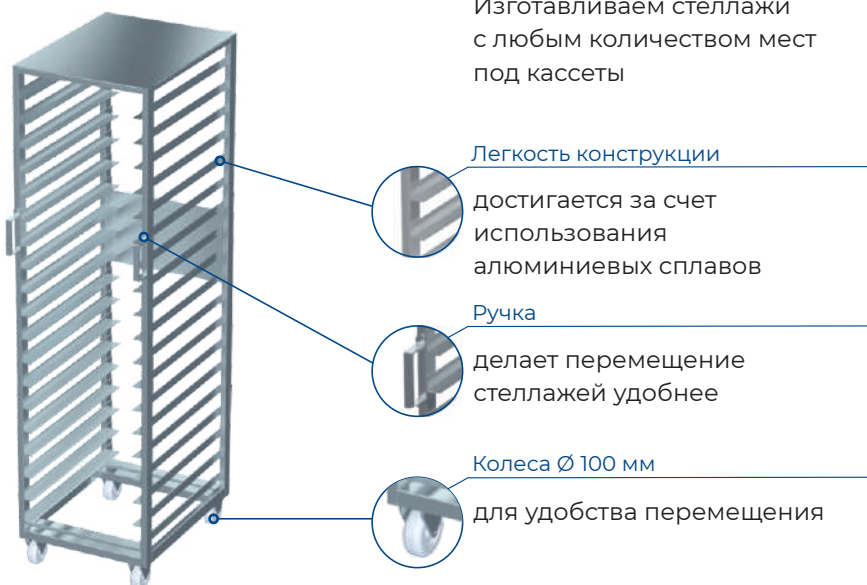 Изготавливаем стеллажи
с любым количеством мест
под кассеты
Легкость конструкции
достигается за счет
использования
алюминиевых сплавов
Ручка
делает перемещение
стеллажей удобнее
Колеса Ø 100 мм
для удобства перемещения